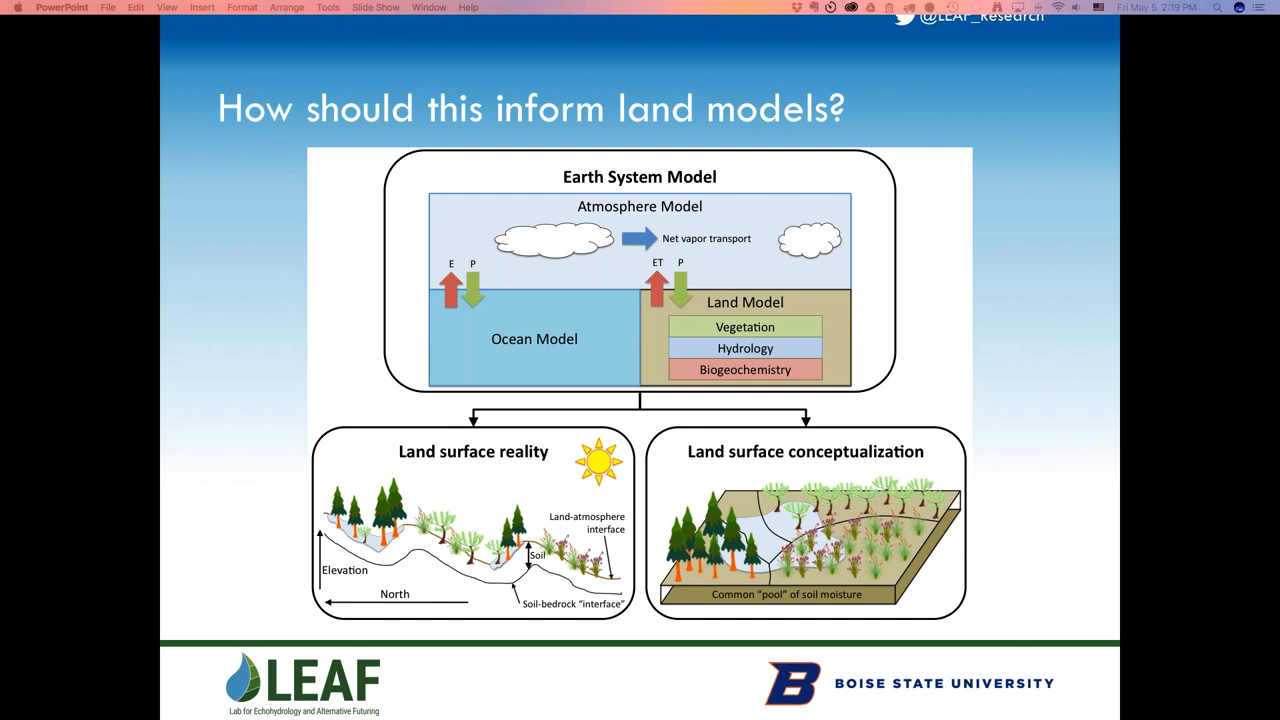 PowerPoint File Edit View Insert Format Arrange Tools Slide Show Window Help Fri May 5 2:19 PM
@LEAF_Research
How should this inform land models?
Earth System Model
Atmosphere Model
Net vapor transport
E P ET P
Land Model
Vegetation
Ocean Model
Hydrology
Biogeochemistry
Land surface reality
Land-atmosphere
interface
Soil
Elevation
North
Soil-bedrock “interface”
Land surface conceptualization
Common “pool” of soil moisture
LEAF
Lab for Echohydrology and Alternative Futuring
B
BOISE STATE UNIVERSITY